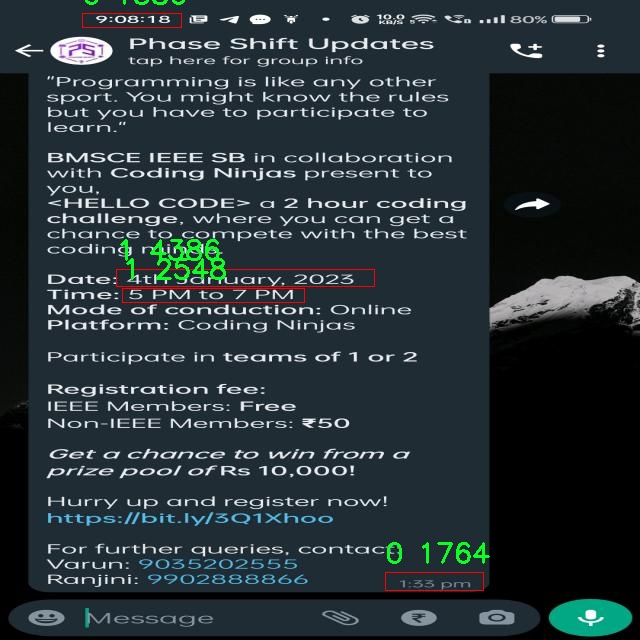 9:08:18 10.0 KB/S 80%
Phase Shift Updates
tap here for group info
"Programming is like any other
sport. You might know the rules
but you have to participate to
learn."
BMSCE IEEE SB in collaboration
with Coding Ninjas present to
you,
<HELLO CODE> a 2 hour coding
challenge, where you can get a
chance to compete with the best
coding minds.
1 4386
1 2548
Date: 4th January, 2023
Time: 5 PM to 7 PM
Mode of conduction: Online
Platform: Coding Ninjas
Participate in teams of 1 or 2
Registration fee:
IEEE Members: Free
Non-IEEE Members: ₹50
Get a chance to win from a
prize pool of Rs 10,000!
Hurry up and register now!
https://bit.ly/3Q1Xhoo
For further queries, contact
0 1764
Varun: 9035202555
Ranjini: 9902888866
1:33 pm
Message